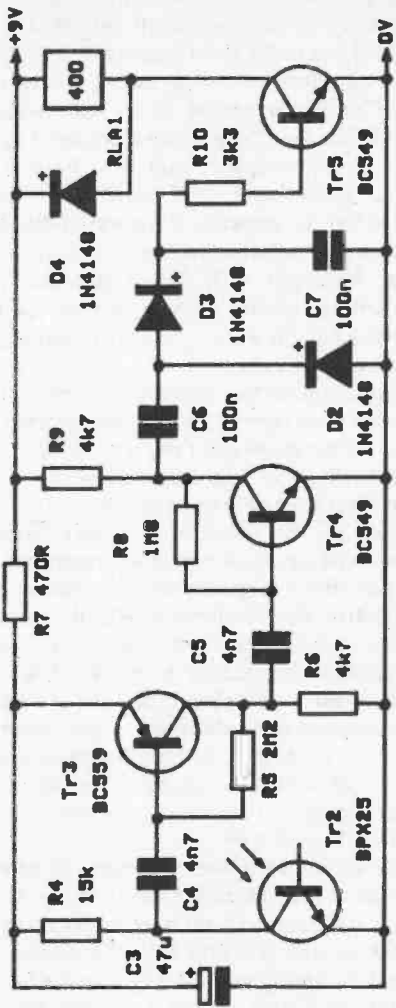 C3
47u
R4
15k
C4 4n7
Tr2
BPX25
Tr3
BC559
R5 2M2
R7 470R
C5
4n7
R6
4k7
R8
1M8
R9
4k7
Tr4
BC549
C6
100n
D2
1N4148
D3
1N4148
C7
100n
D4
1N4148
RLA1
400
R10
3k3
Tr5
BC549
+9V
0V